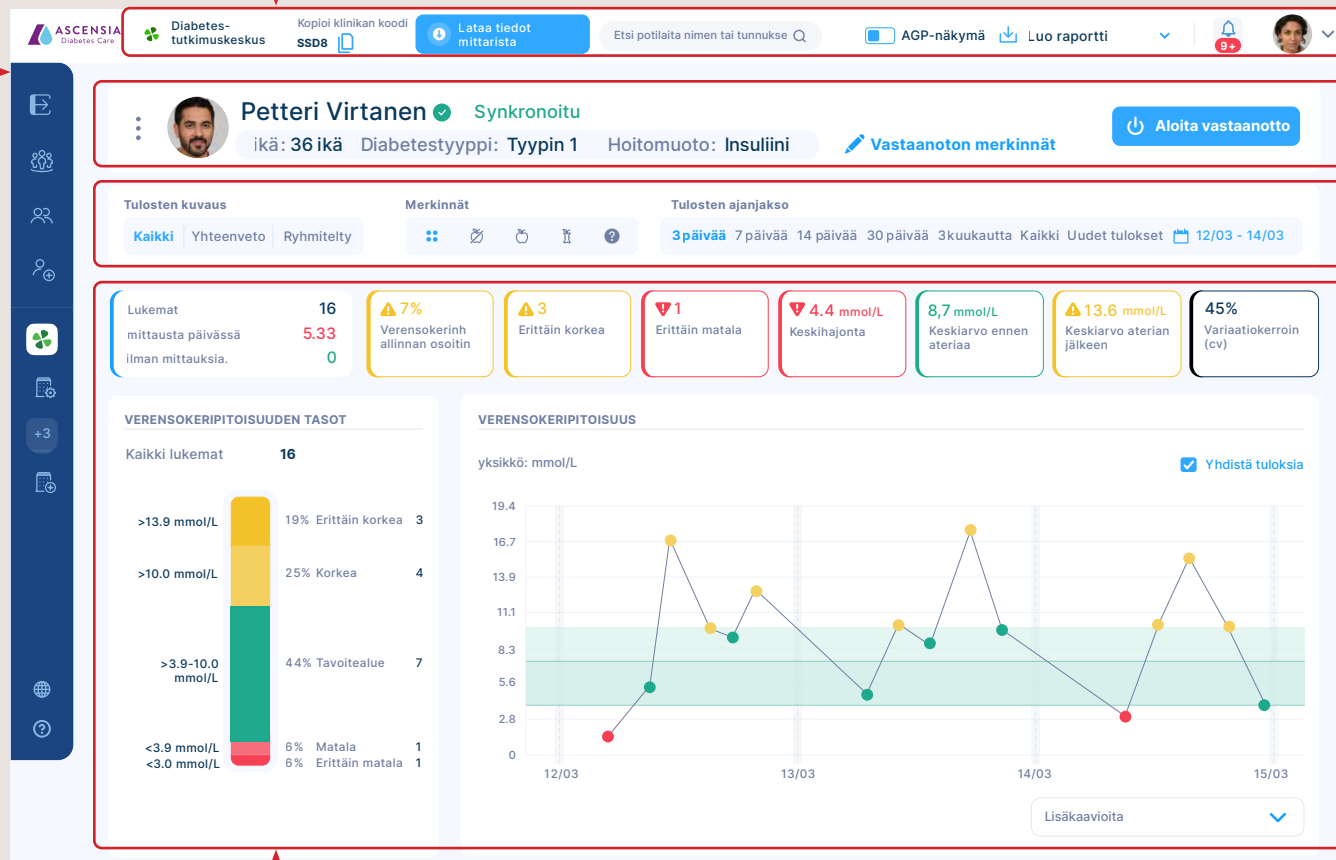 ASCENSIA
Diabetes Care
Diabetes-
tutkimuskeskus
Kopioi klinikan koodi
SSD8
Lataa tiedot
mittarista
Etsi potilaita nimen tai tunnukse
AGP-näkymä
Luo raportti
9+
Petteri Virtanen
Synkronoitu
ikä: 36 ikä Diabetestyyppi: Tyypin 1 Hoitomuoto: Insuliini
Vastaanoton merkinnät
Aloita vastaanotto
Tulosten kuvaus
Kaikki Yhteenveto Ryhmitelty
Merkinnät
?
Tulosten ajanjakso
3 päivää 7 päivää 14 päivää 30 päivää 3 kuukautta Kaikki Uudet tulokset 12/03 - 14/03
+3
?
Lukemat 16
mittausta päivässä 5.33
ilman mittauksia. 0
7%
Verensokerinh
allinnan osoitin
3
Erittäin korkea
1
Erittäin matala
4.4 mmol/L
Keskihajonta
8,7 mmol/L
Keskiarvo ennen
ateriaa
13.6 mmol/L
Keskiarvo aterian
jälkeen
45%
Variaatiokerroin
(cv)
VERENSOKERIPITOISUUDEN TASOT
Kaikki lukemat 16
>13.9 mmol/L 19% Erittäin korkea 3
>10.0 mmol/L 25% Korkea 4
>3.9-10.0
mmol/L
44% Tavoitealue 7
<3.9 mmol/L 6% Matala 1
<3.0 mmol/L 6% Erittäin matala 1
VERENSOKERIPITOISUUS
yksikkö: mmol/L
Yhdistä tuloksia
19.4
16.7
13.9
11.1
8.3
5.6
2.8
0
12/03 13/03 14/03 15/03
Lisäkaavioita